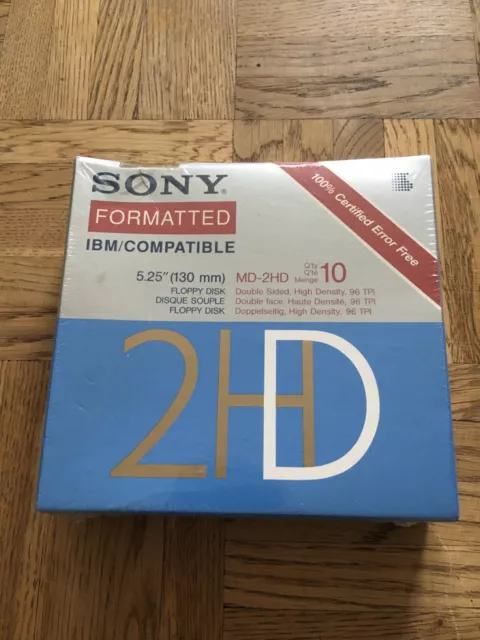 SONY®
100% Certified Error Free
FORMATTED
IBM/COMPATIBLE
5.25" (130 mm) MD-2HD Q'ty Q'té Menge 10
FLOPPY DISK Double Sided, High Density, 96 TPI
DISQUE SOUPLE Double face, Haute Densité, 96 TPI
FLOPPY DISK Doppelseitig, High Density, 96 TPI
2HD